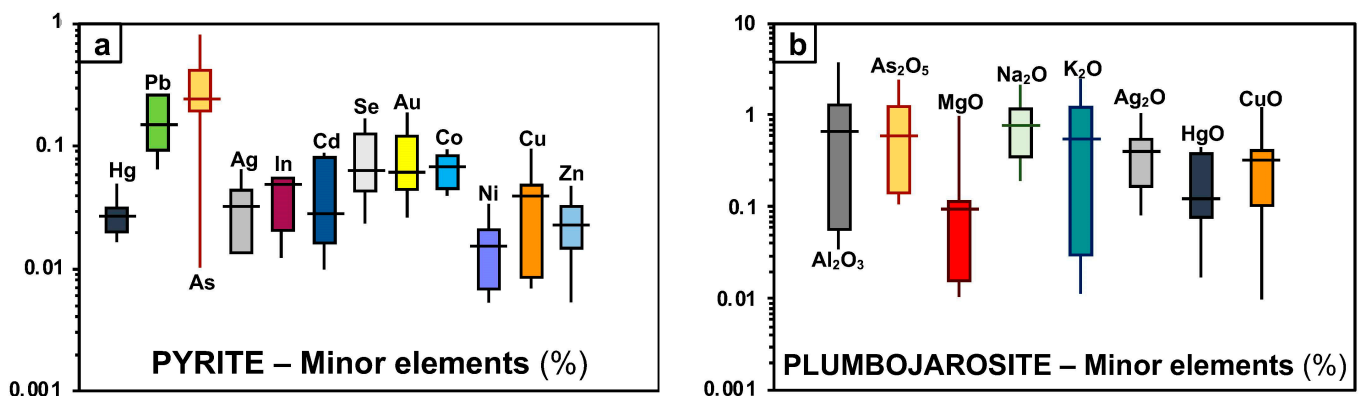 a
1
0.1
0.01
0.001
Hg
Pb
As
Ag
In
Cd
Se
Au
Co
Ni
Cu
Zn
PYRITE – Minor elements (%)
b
10
1
0.1
0.01
0.001
Al₂O₃
As₂O₅
MgO
Na₂O
K₂O
Ag₂O
HgO
CuO
PLUMBOJAROSITE – Minor elements (%)